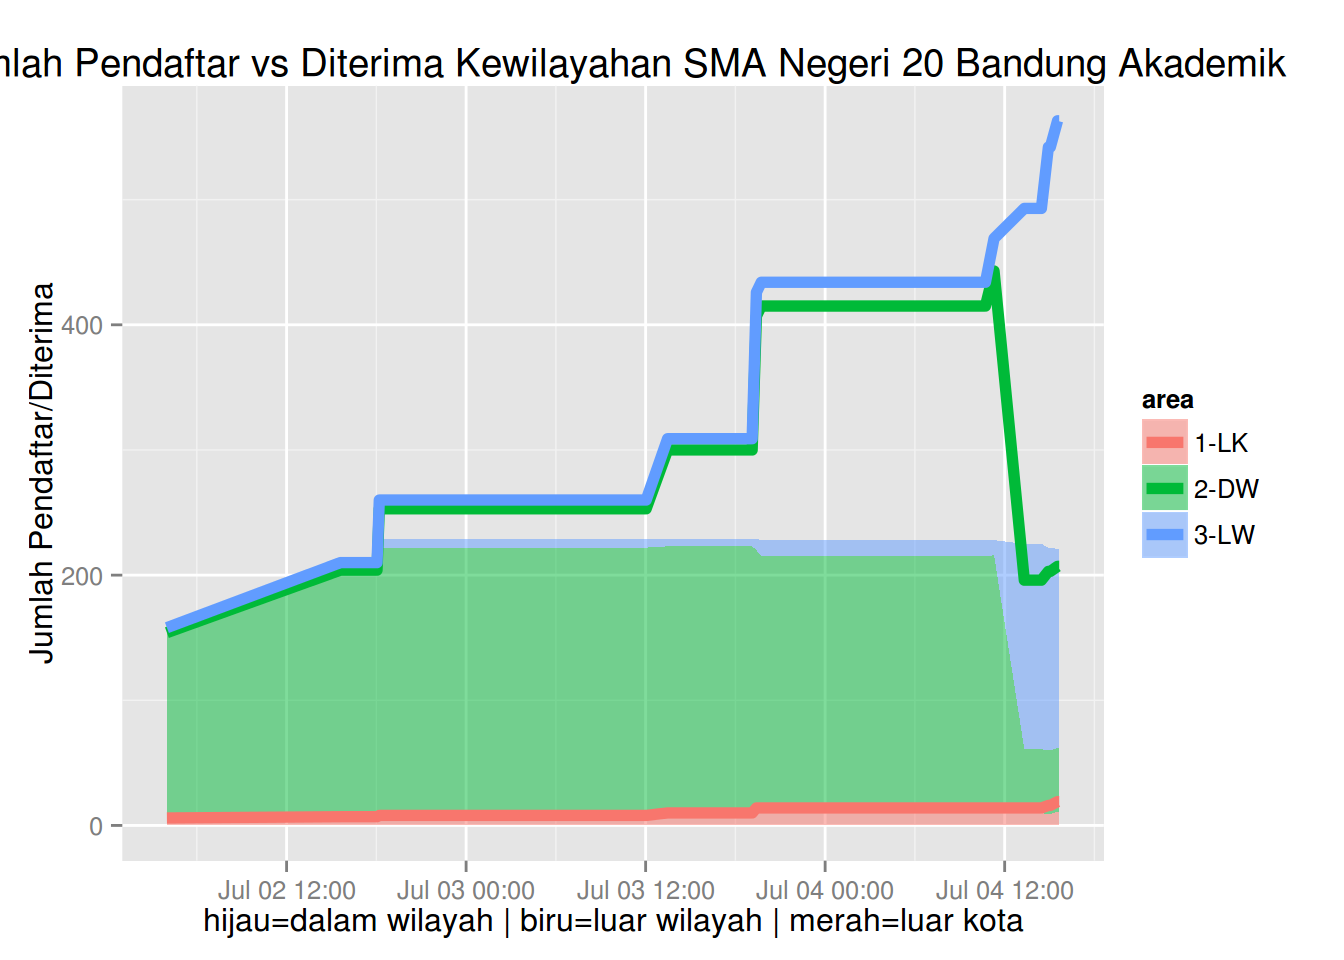 mlah Pendaftar vs Diterima Kewilayahan SMA Negeri 20 Bandung Akademik
Jumlah Pendaftar/Diterima
400
200
0
Jul 02 12:00
Jul 03 00:00
Jul 03 12:00
Jul 04 00:00
Jul 04 12:00
hijau=dalam wilayah | biru=luar wilayah | merah=luar kota
area
1-LK
2-DW
3-LW